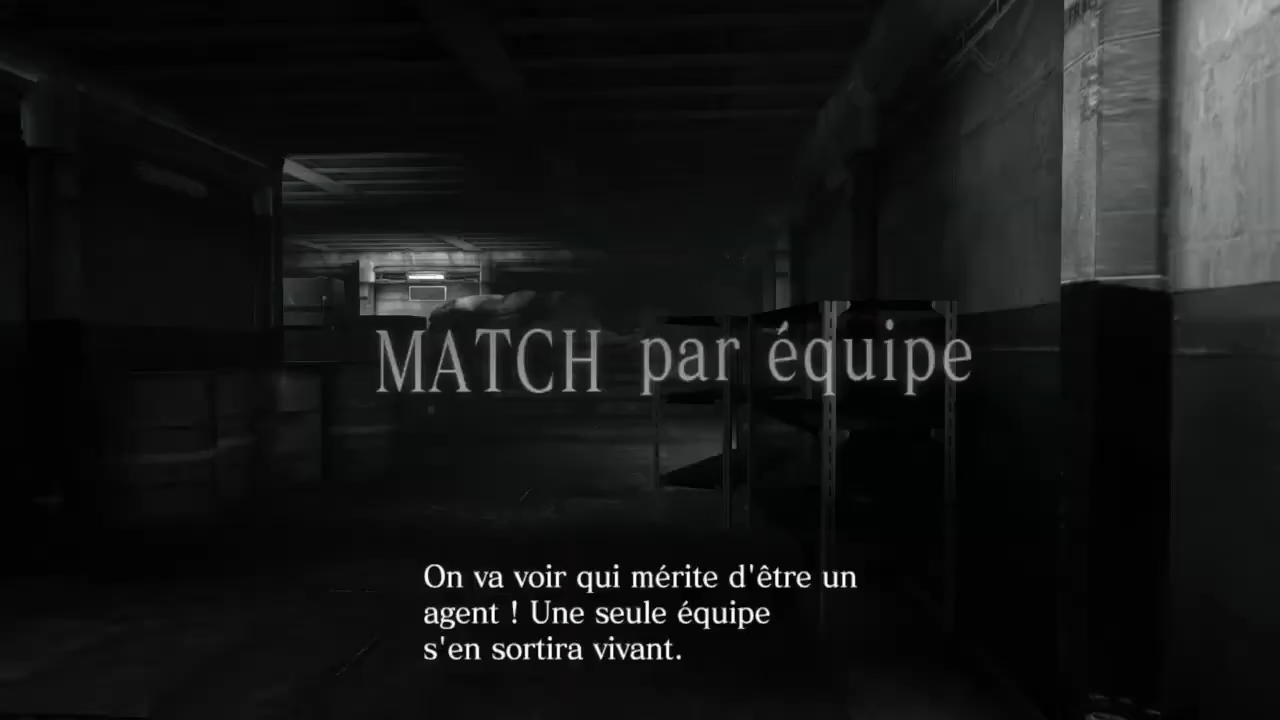 MATCH par équipe
On va voir qui mérite d'être un
agent ! Une seule équipe
s'en sortira vivant.